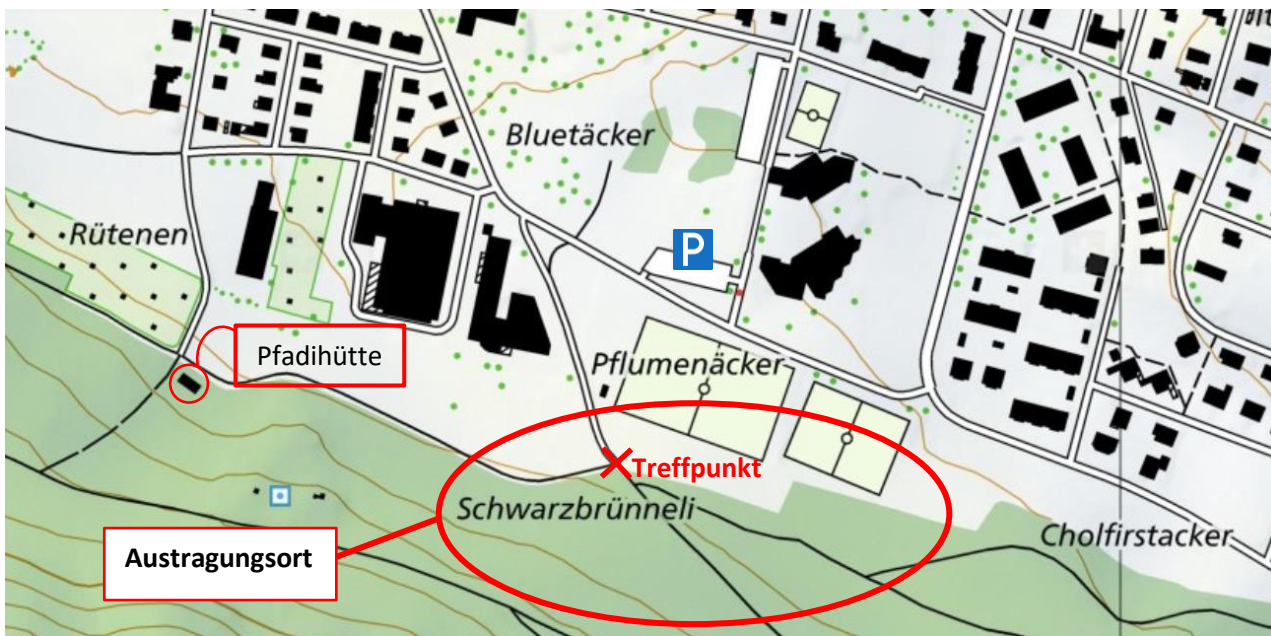 Bluetäcker
Rütenen
P
Pfadihütte
Pflumenäcker
Treffpunkt
Schwarzbrünneli
Austragungsort
Cholfirstacker